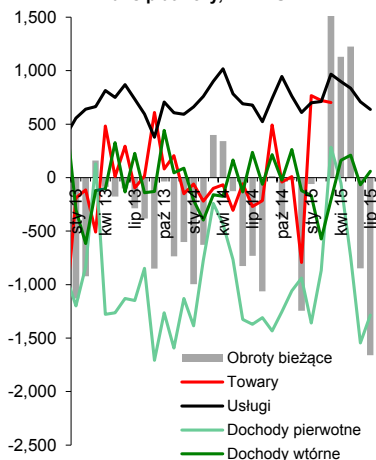 1,500
1,000
500
0
-500
-1,000
-1,500
-2,000
-2,500
sty 13
kwi 13
lip 13
paź 13
sty 14
kwi 14
lip 14
paź 14
sty 15
kwi 15
lip 15
Obroty bieżące
Towary
Usługi
Dochody pierwotne
Dochody wtórne